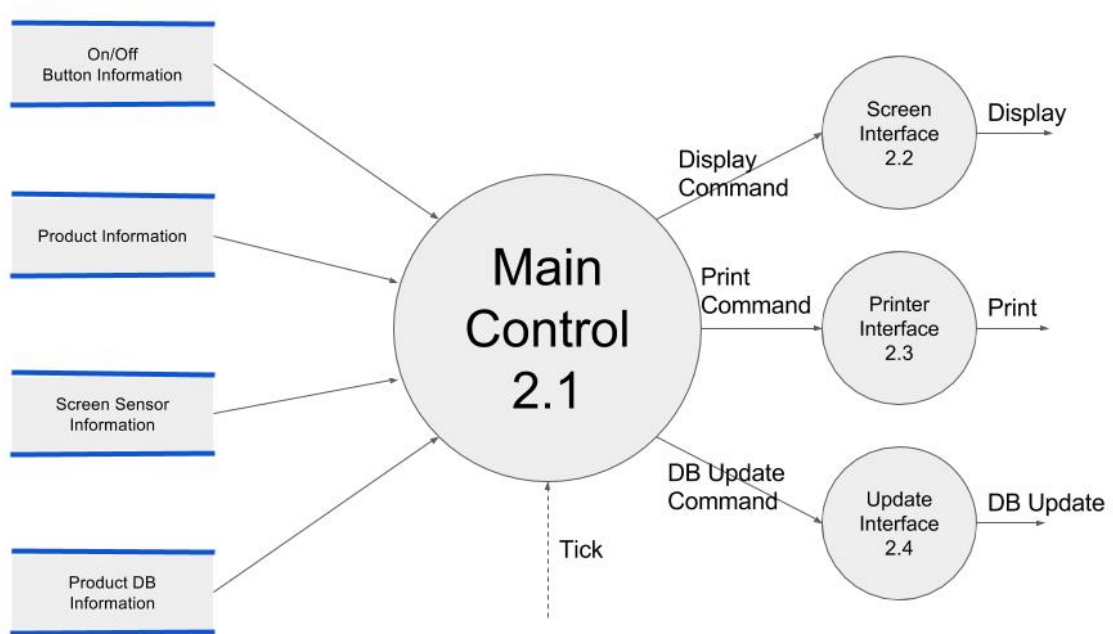 On/Off
Button Information
Product Information
Screen Sensor
Information
Product DB
Information
Main
Control
2.1
Tick
Display
Command
Print
Command
DB Update
Command
Screen
Interface
2.2
Display
Printer
Interface
2.3
Print
Update
Interface
2.4
DB Update